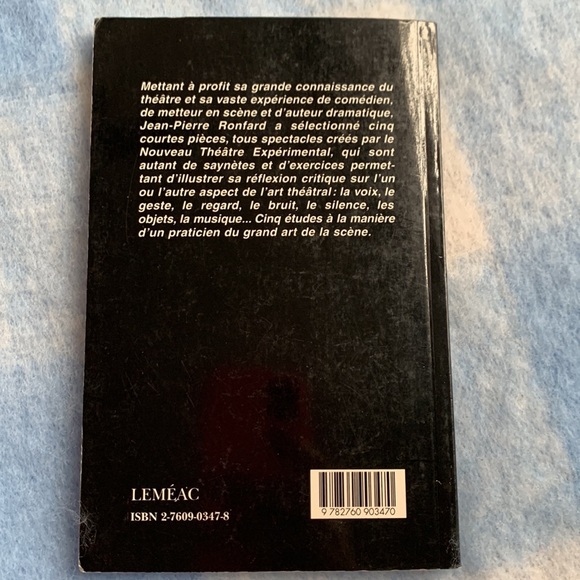 Mettant à profit sa grande connaissance du
théâtre et sa vaste expérience de comédien,
de metteur en scène et d'auteur dramatique,
Jean-Pierre Ronfard a sélectionné cinq
courtes pièces, tous spectacles créés par le
Nouveau Théâtre Expérimental, qui sont
autant de saynètes et d'exercices permet-
tant d'illustrer sa réflexion critique sur l'un
ou l'autre aspect de l'art théâtral : la voix, le
geste, le regard, le bruit, le silence, les
objets, la musique... Cinq études à la manière
d'un praticien du grand art de la scène.
LEMÉAC
ISBN 2-7609-0347-8
9 782760 903470